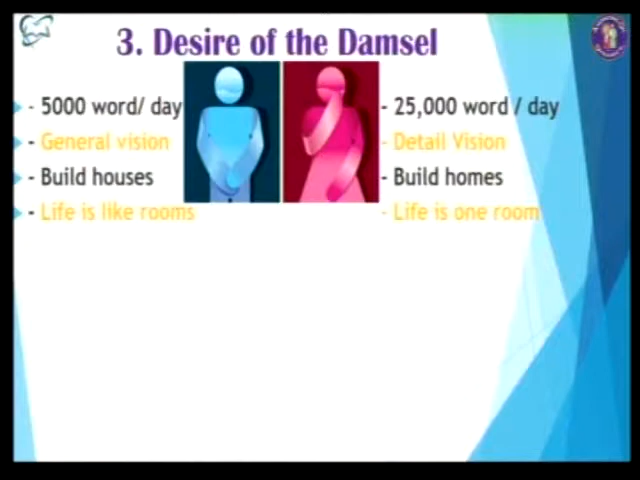 3. Desire of the Damsel
- 5000 word/ day
- General vision
- Build houses
- Life is like rooms
- 25,000 word / day
- Detail Vision
- Build homes
- Life is one room